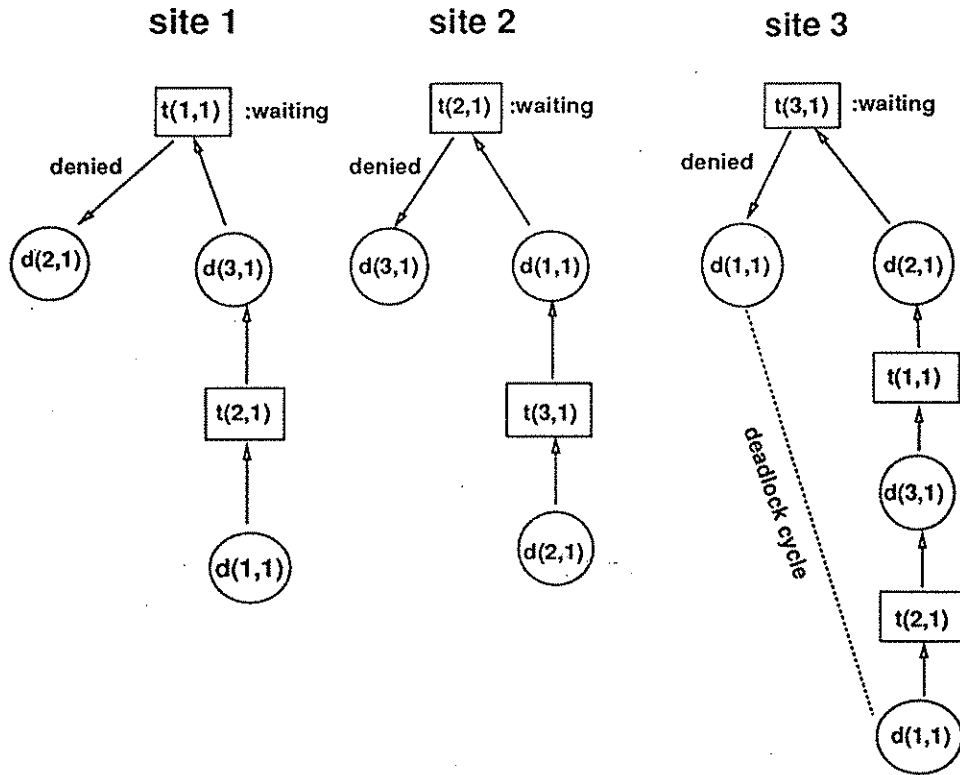 site 1
site 2
site 3
t(1,1) :waiting
t(2,1) :waiting
t(3,1) :waiting
denied
denied
denied
d(2,1)
d(3,1)
d(3,1)
d(1,1)
d(1,1)
d(2,1)
t(2,1)
t(3,1)
t(1,1)
deadlock cycle
d(3,1)
d(1,1)
d(2,1)
t(2,1)
d(1,1)